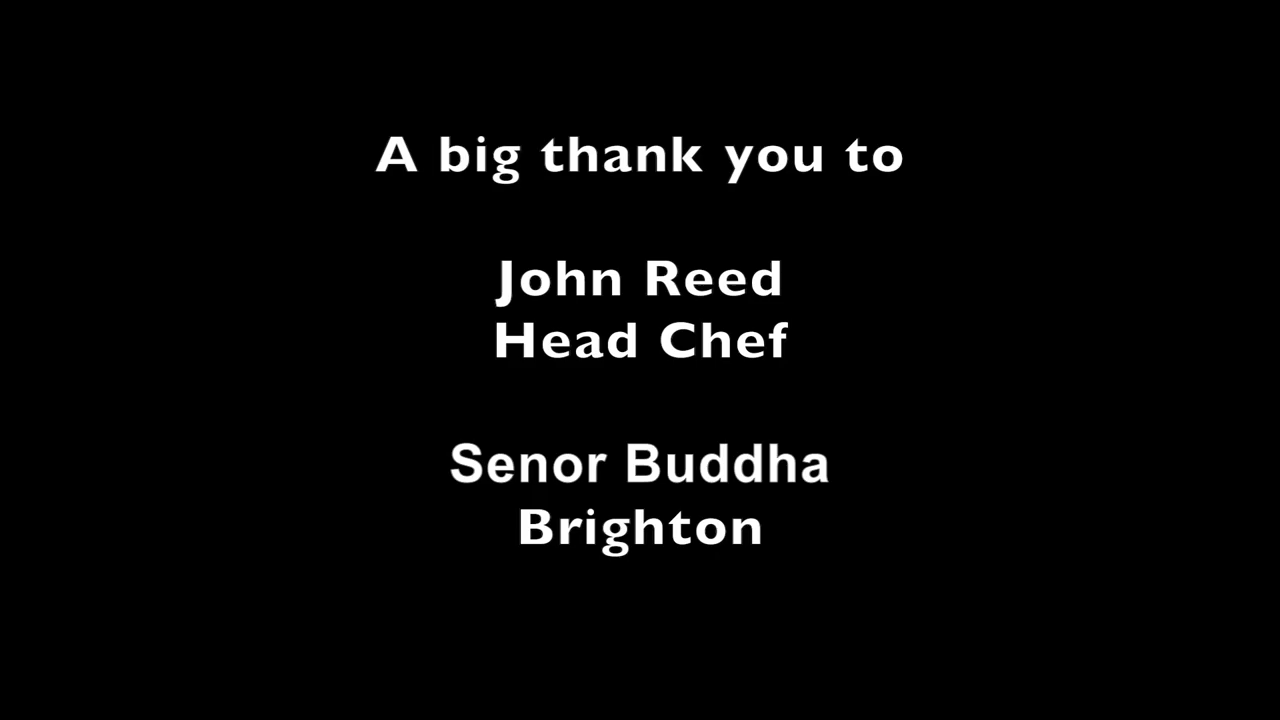 A big thank you to
John Reed
Head Chef
Senor Buddha
Brighton